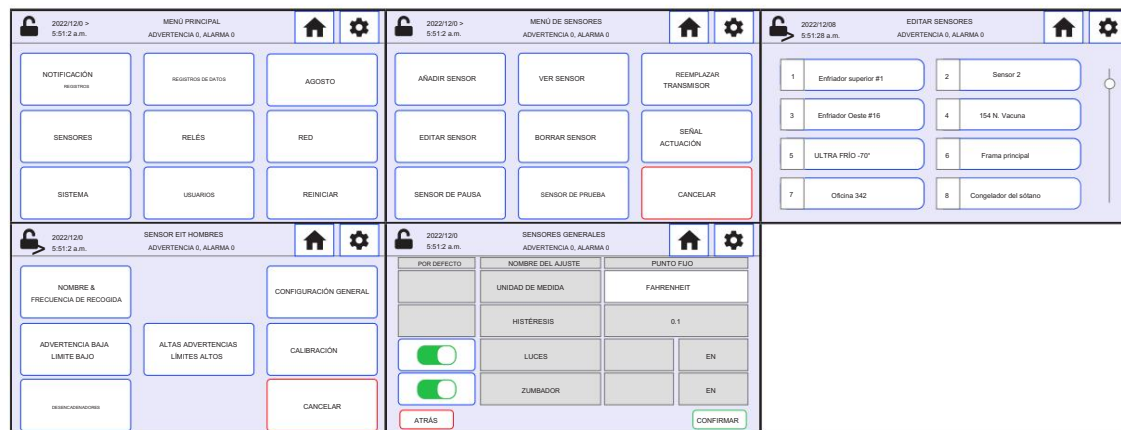 2022/12/0 >
5:51:2 a.m.
MENÚ PRINCIPAL
ADVERTENCIA 0, ALARMA 0
NOTIFICACIÓN
REGISTROS
REGISTROS DE DATOS
AGOSTO
SENSORES
RELÉS
RED
SISTEMA
USUARIOS
REINICIAR
2022/12/0 >
5:51:2 a.m.
MENÚ DE SENSORES
ADVERTENCIA 0, ALARMA 0
AÑADIR SENSOR
VER SENSOR
REEMPLAZAR
TRANSMISOR
EDITAR SENSOR
BORRAR SENSOR
SEÑAL
ACTUACIÓN
SENSOR DE PAUSA
SENSOR DE PRUEBA
CANCELAR
2022/12/08
> 5:51:28 a.m.
EDITAR SENSORES
ADVERTENCIA 0, ALARMA 0
1 Enfriador superior #1
2 Sensor 2
3 Enfriador Oeste #16
4 154 N. Vacuna
5 ULTRA FRÍO -70°
6 Frama principal
7 Oficina 342
8 Congelador del sótano
2022/12/0
> 5:51:2 a.m.
SENSOR EIT HOMBRES
ADVERTENCIA 0, ALARMA 0
NOMBRE &
FRECUENCIA DE RECOGIDA
CONFIGURACIÓN GENERAL
ADVERTENCIA BAJA
LIMITE BAJO
ALTAS ADVERTENCIAS
LÍMITES ALTOS
CALIBRACIÓN
DESENCADENADORES
CANCELAR
2022/12/0
5:51:2 a.m.
SENSORES GENERALES
ADVERTENCIA 0, ALARMA 0
POR DEFECTO
NOMBRE DEL AJUSTE
PUNTO FIJO
UNIDAD DE MEDIDA
FAHRENHEIT
HISTÉRESIS
0.1
LUCES
EN
ZUMBADOR
EN
ATRÁS
CONFIRMAR